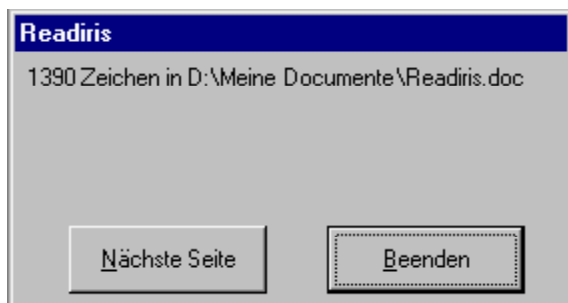 Readiris
1390 Zeichen in D:\Meine Documente\Readiris.doc
Nächste Seite
Beenden